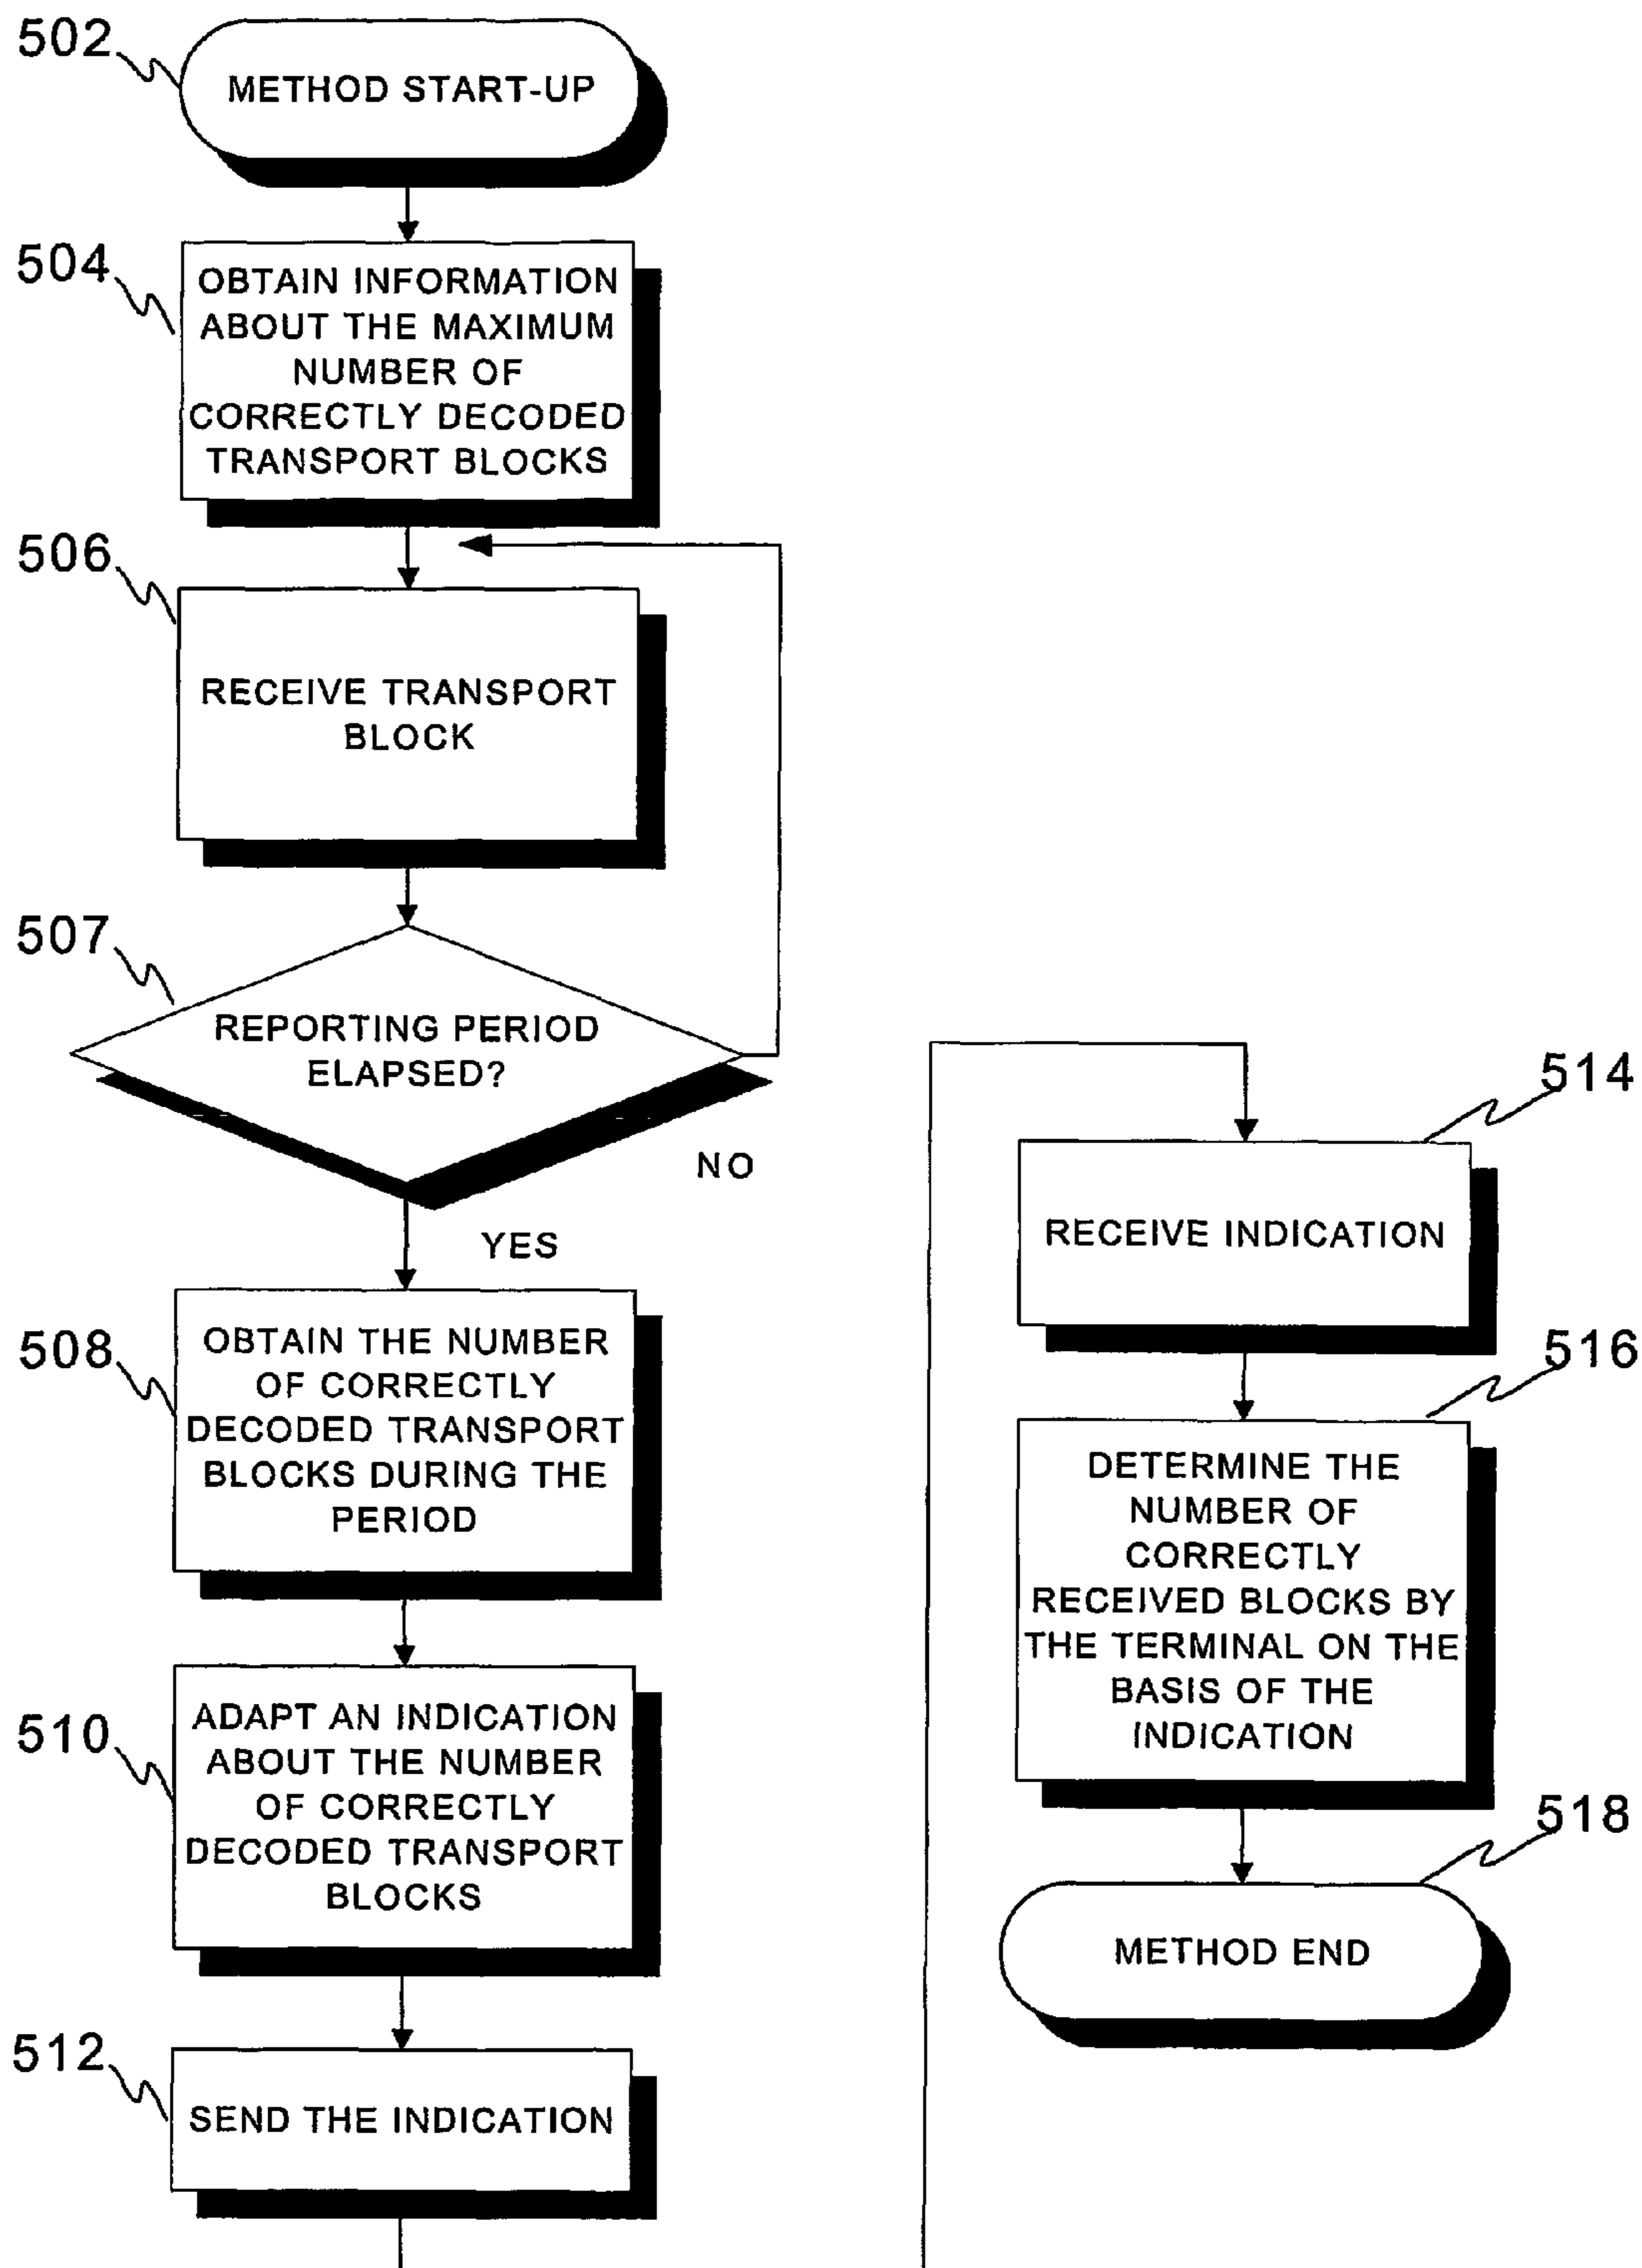 502
METHOD START-UP
504
OBTAIN INFORMATION
ABOUT THE MAXIMUM
NUMBER OF
CORRECTLY DECODED
TRANSPORT BLOCKS
506
RECEIVE TRANSPORT
BLOCK
507
REPORTING PERIOD
ELAPSED?
NO
YES
508
OBTAIN THE NUMBER
OF CORRECTLY
DECODED TRANSPORT
BLOCKS DURING THE
PERIOD
510
ADAPT AN INDICATION
ABOUT THE NUMBER
OF CORRECTLY
DECODED TRANSPORT
BLOCKS
512
SEND THE INDICATION
514
RECEIVE INDICATION
516
DETERMINE THE
NUMBER OF
CORRECTLY
RECEIVED BLOCKS BY
THE TERMINAL ON THE
BASIS OF THE
INDICATION
518
METHOD END